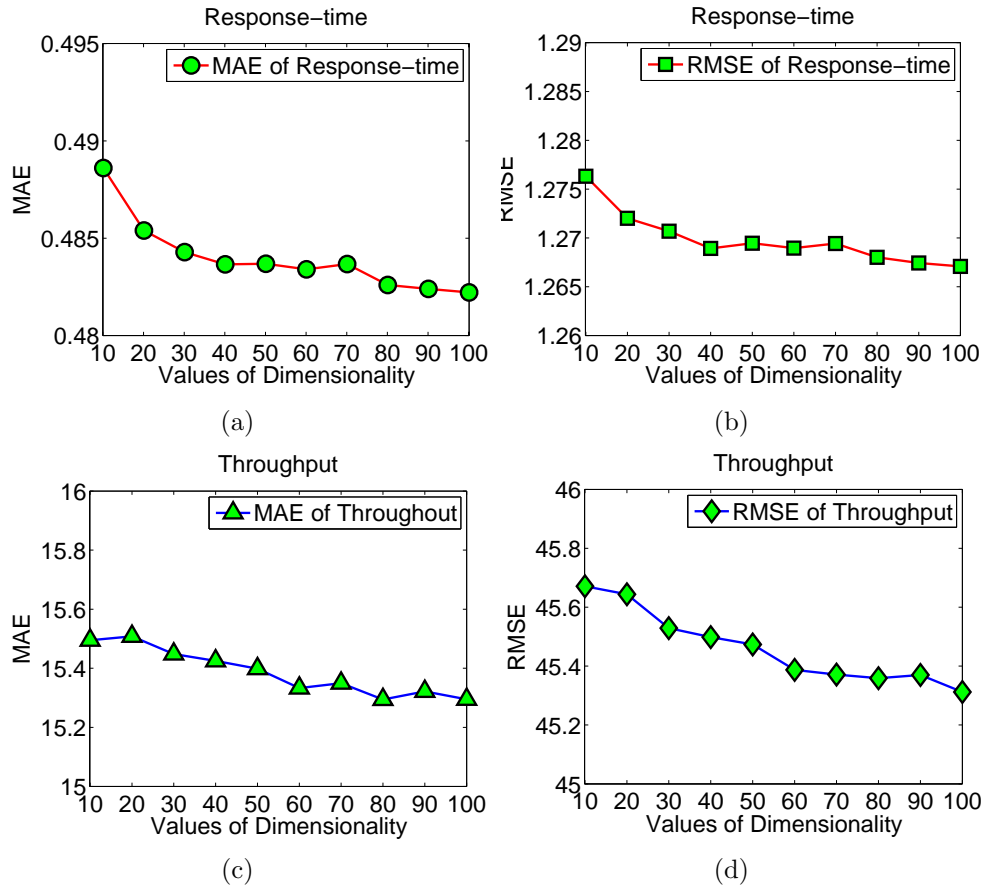 Response−time
0.495
MAE of Response−time
0.49
MAE
0.485
0.48
10 20 30 40 50 60 70 80 90 100
Values of Dimensionality
(a)
Response−time
1.29
RMSE of Response−time
1.285
1.28
RMSE
1.275
1.27
1.265
1.26
10 20 30 40 50 60 70 80 90 100
Values of Dimensionality
(b)
Throughput
16
MAE of Throughout
15.8
15.6
MAE
15.4
15.2
15
10 20 30 40 50 60 70 80 90 100
Values of Dimensionality
(c)
Throughput
46
RMSE of Throughput
45.8
45.6
RMSE
45.4
45.2
45
10 20 30 40 50 60 70 80 90 100
Values of Dimensionality
(d)